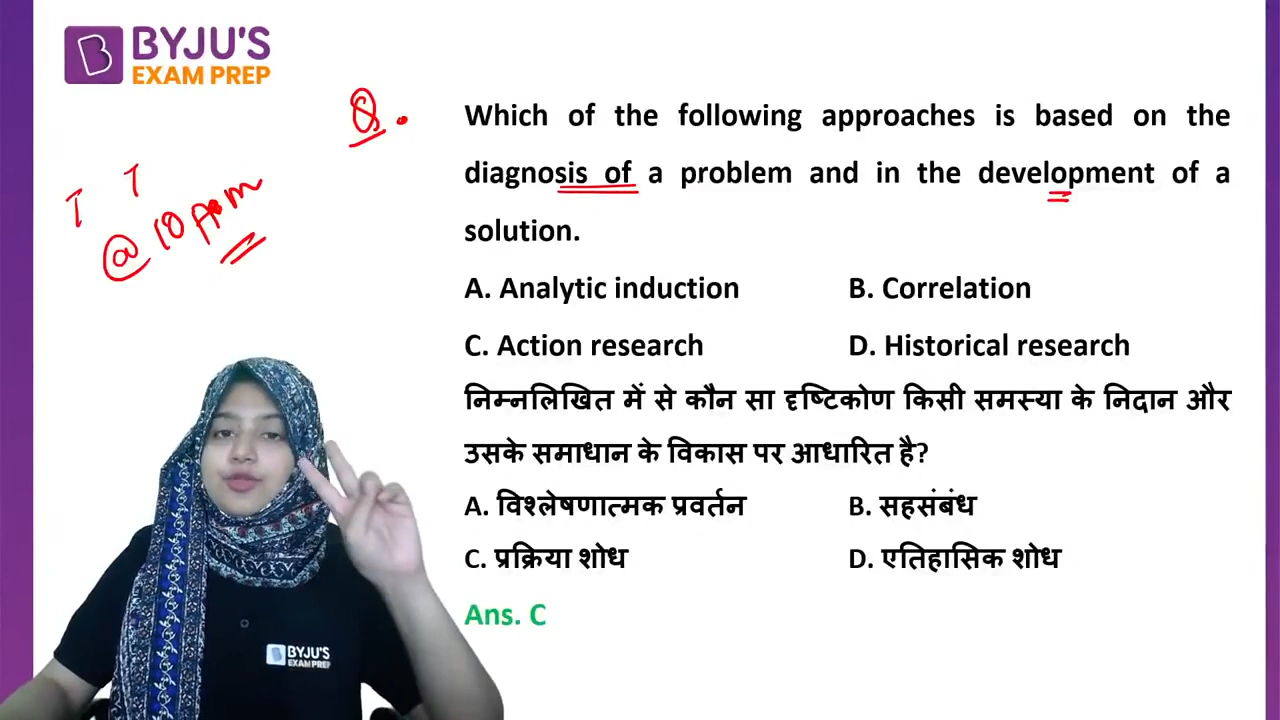 BYJU'S
EXAM PREP
Q.
Which of the following approaches is based on the
diagnosis of a problem and in the development of a
solution.
A. Analytic induction B. Correlation
C. Action research D. Historical research
निम्नलिखित में से कौन सा दृष्टिकोण किसी समस्या के निदान और
उसके समाधान के विकास पर आधारित है?
A. विश्लेषणात्मक प्रवर्तन B. सहसंबंध
C. प्रक्रिया शोध D. एतिहासिक शोध
Ans. C
@ 10
BYJU'S
EXAM PREP